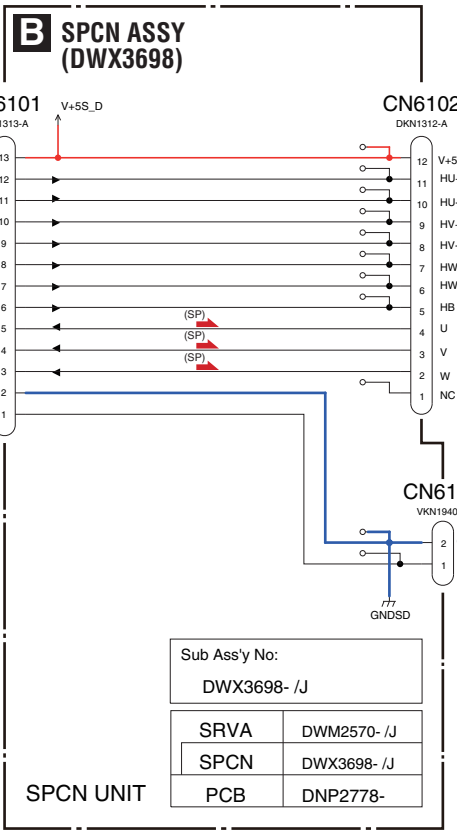 B SPCN ASSY
(DWX3698)
6101
1313-A
V+5S_D
CN6102
DKN1312-A
13
12
11
10
9
8
7
6
5
4
3
2
1
(SP)
(SP)
(SP)
12 V+5
11 HU-
10 HU-
9 HV-
8 HV-
7 HW
6 HW
5 HB
4 U
3 V
2 W
1 NC
CN61
VKN1940
2
1
GNDSD
Sub Ass'y No:
DWX3698- /J
SRVA DWM2570- /J
SPCN DWX3698- /J
PCB DNP2778-
SPCN UNIT